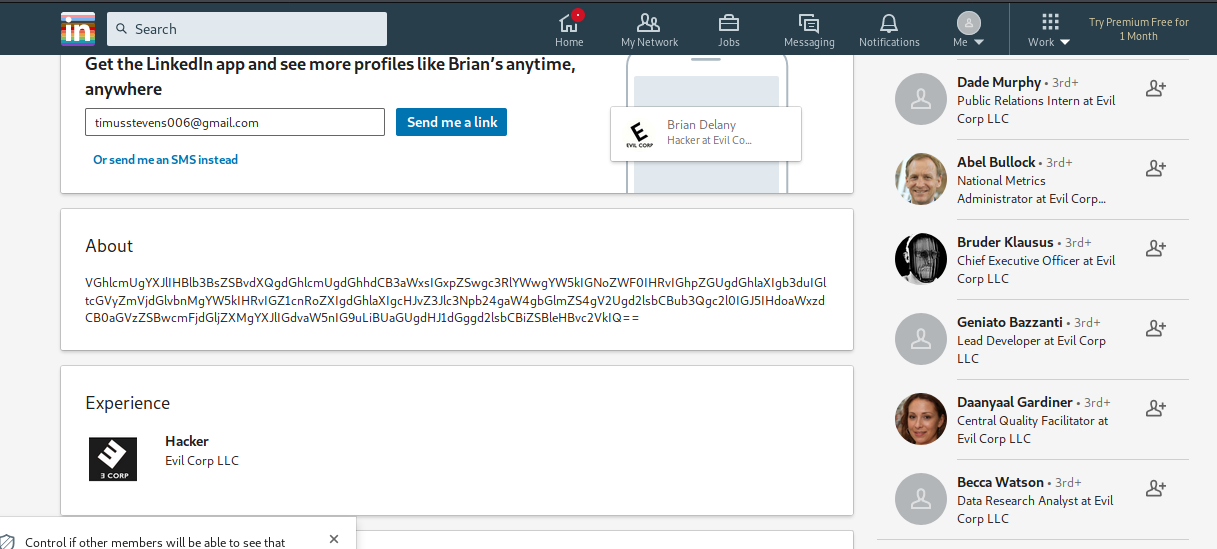 in
Search
Home
My Network
Jobs
Messaging
Notifications
Me
Work
Try Premium Free for
1 Month
Get the LinkedIn app and see more profiles like Brian's anytime,
anywhere
timusstevens006@gmail.com
Send me a link
Or send me an SMS instead
E
EVIL CORP
Brian Delany
Hacker at Evil Co...
About
VGhlcmUgYXJlIHBlb3BsZSBvdXQgdGhlcmUgdGhhdCB3aWxsIGxpZSwgc3RlYWwgYW5kIGNoZWF0IHRvIGhpZGUgdGhlaXIgb3duIGl
tcGVyZmVjdGlvbnMgYW5kIHRvIGZ1cnRoZXIgdGhlaXIgcHJvZ3Jlc3Npb24gaW4gbGlmZS4gV2Ugd2lsbCBub3Qgc2l0IGJ5IHdoaWxzd
CB0aGVzZSBwcmFjdGljZXMgYXJlIGdvaW5nIG9uLiBUaGUgdHJ1dGggd2lsbCBiZSBleHBvc2VkIQ==
Experience
E CORP
Hacker
Evil Corp LLC
Control if other members will be able to see that
Dade Murphy • 3rd+
Public Relations Intern at Evil
Corp LLC
Abel Bullock • 3rd+
National Metrics
Administrator at Evil Corp...
Bruder Klausus • 3rd+
Chief Executive Officer at Evil
Corp LLC
Geniato Bazzanti • 3rd+
Lead Developer at Evil Corp
LLC
Daanyaal Gardiner • 3rd+
Central Quality Facilitator at
Evil Corp LLC
Becca Watson • 3rd+
Data Research Analyst at Evil
Corp LLC